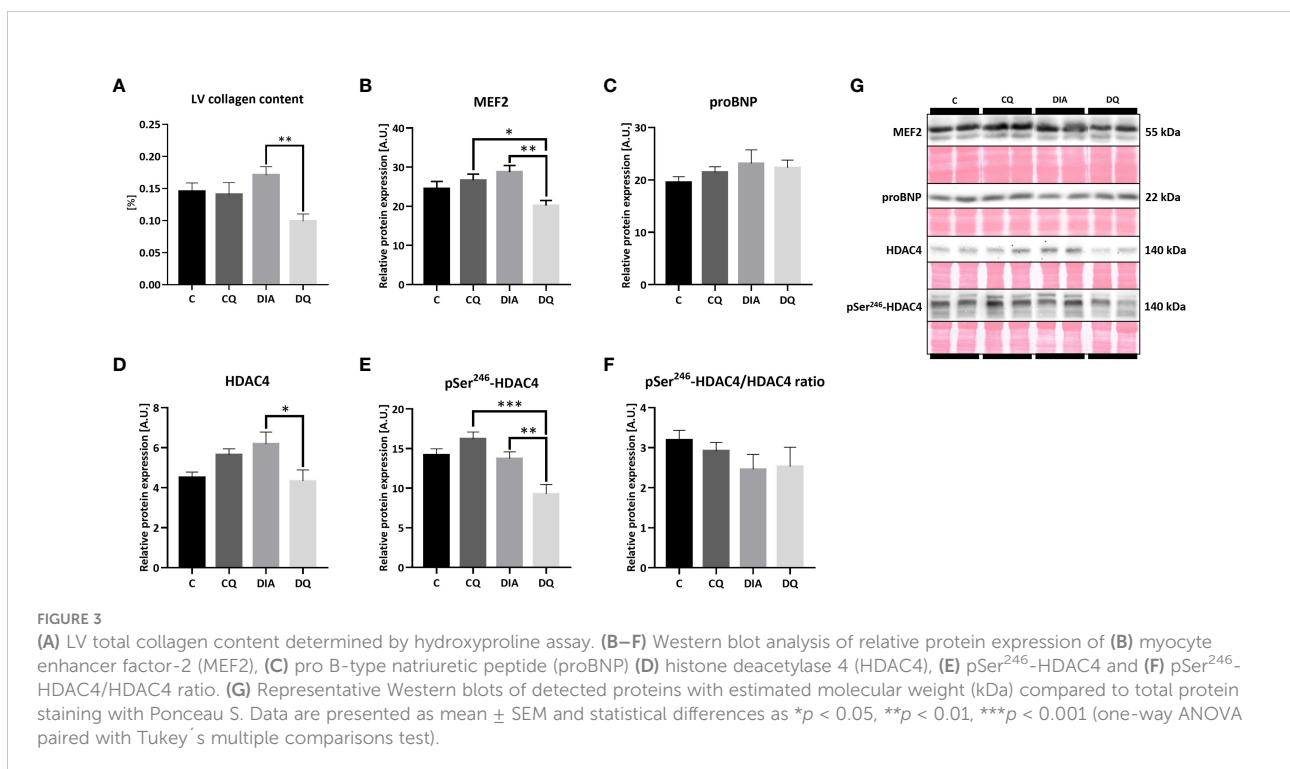 A
LV collagen content
[%]
0.25
0.20
0.15
0.10
0.05
0.00
**
C CQ DIA DQ
B
MEF2
Relative protein expression [A.U.]
40
30
20
10
0
*
**
C CQ DIA DQ
C
proBNP
Relative protein expression [A.U.]
30
20
10
0
C CQ DIA DQ
G
C CQ DIA DQ
MEF2 55 kDa
proBNP 22 kDa
HDAC4 140 kDa
pSer²⁴⁶-HDAC4 140 kDa
D
HDAC4
Relative protein expression [A.U.]
8
6
4
2
0
*
C CQ DIA DQ
E
pSer²⁴⁶-HDAC4
Relative protein expression [A.U.]
20
15
10
5
0
***
**
C CQ DIA DQ
F
pSer²⁴⁶-HDAC4/HDAC4 ratio
Relative protein expression [A.U.]
4
3
2
1
0
C CQ DIA DQ
FIGURE 3
(A) LV total collagen content determined by hydroxyproline assay. (B–F) Western blot analysis of relative protein expression of (B) myocyte
enhancer factor-2 (MEF2), (C) pro B-type natriuretic peptide (proBNP) (D) histone deacetylase 4 (HDAC4), (E) pSer²⁴⁶-HDAC4 and (F) pSer²⁴⁶-
HDAC4/HDAC4 ratio. (G) Representative Western blots of detected proteins with estimated molecular weight (kDa) compared to total protein
staining with Ponceau S. Data are presented as mean ± SEM and statistical differences as *p < 0.05, **p < 0.01, ***p < 0.001 (one-way ANOVA
paired with Tukey´s multiple comparisons test).